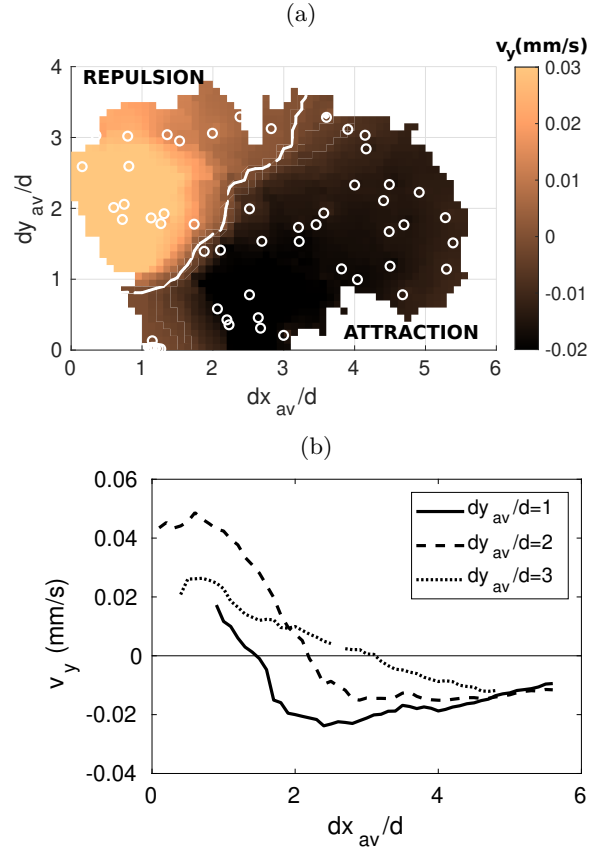 (a)
v_y(mm/s)
REPULSION
ATTRACTION
4
3
2
1
0
0 1 2 3 4 5 6
dy_av/d
dx_av/d
0.03
0.02
0.01
0
-0.01
-0.02
(b)
0.06
0.04
0.02
0
-0.02
-0.04
0 2 4 6
v_y (mm/s)
dx_av/d
dy_av/d=1
dy_av/d=2
dy_av/d=3